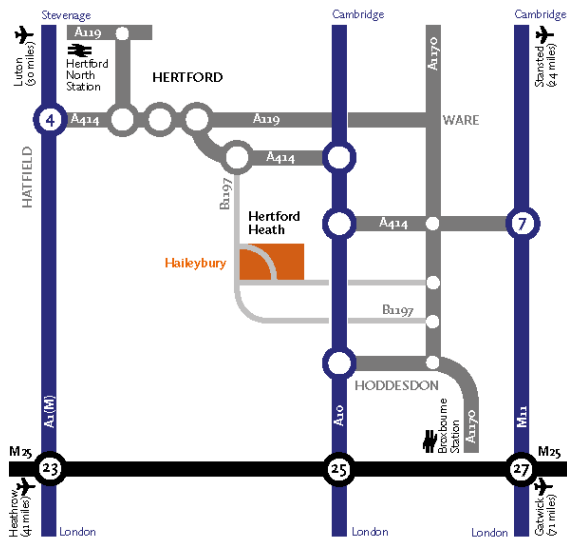 Stevenage
Cambridge
Cambridge
Luton
(30 miles)
A119
Hertford
North
Station
HERTFORD
A1170
Stansted
(24 miles)
4
A414
A119
WARE
HATFIELD
A414
B1197
Hertford
Heath
A414
7
Haileybury
B1197
HODDESDON
A1(M)
A10
Broxbourne
Station
A1170
M11
M25
23
25
27
M25
Heathrow
(41 miles)
Gatwick
(71 miles)
London
London
London